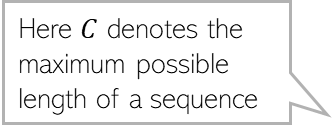 Here C denotes the
maximum possible
length of a sequence